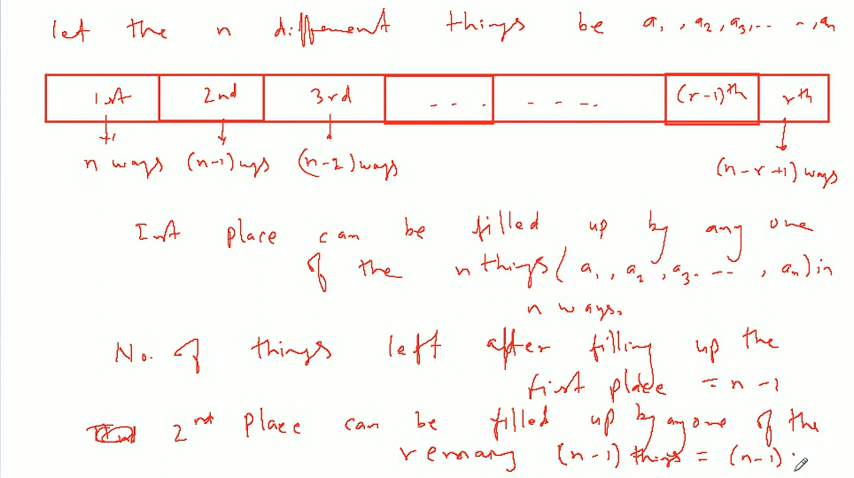 let the n different things be a₁, a₂, a₃, ... .., aₙ
1st 2nd 3rd -- . - - - . (r-1)th rth
n ways (n-1) wys (n-2) ways (n-r+1) ways
Ist place can be filled up by any one
of the n things (a₁, a₂, a₃. -- , aₙ) in
n ways.
No. of things left after filling up the
first place = n-1
2nd place can be filled up by any one of the
remany (n-1) things = (n-1)